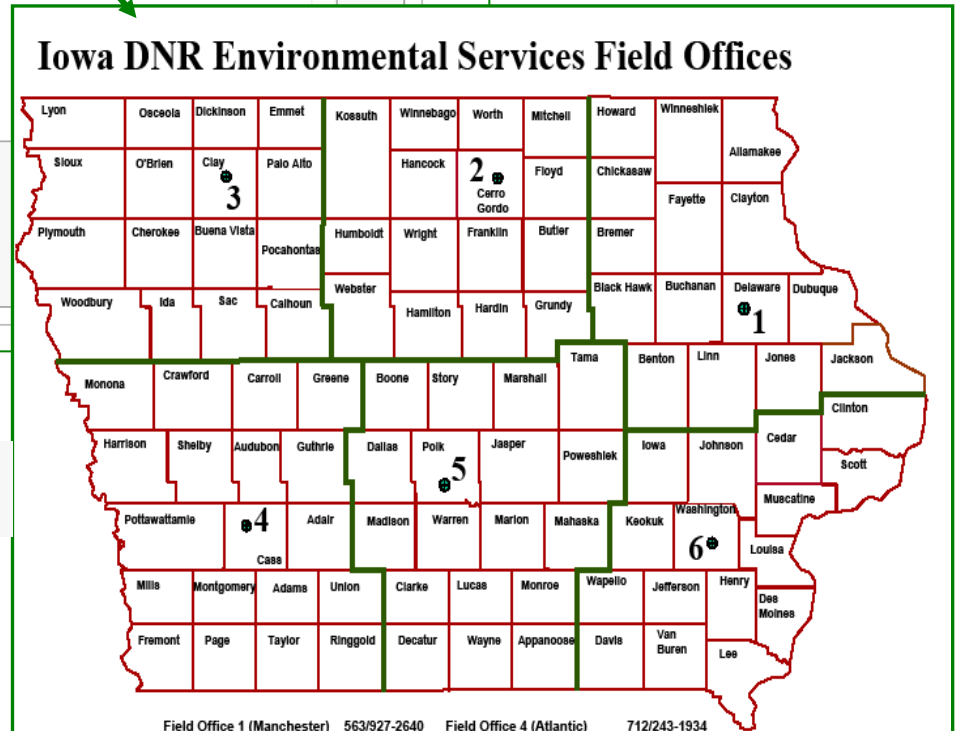 Iowa DNR Environmental Services Field Offices
Lyon Osceola Dickinson Emmet Kossuth Winnebago Worth Mitchell Howard Winneshiek
Allamakee
Sioux O'Brien Clay Palo Alto Hancock 2 Floyd Chickasaw
3 Cerro Gordo Fayette Clayton
Plymouth Cherokee Buena Vista Pocahontas Humboldt Wright Franklin Butler Bremer
Woodbury Ida Sac Calhoun Webster Hamilton Hardin Grundy Black Hawk Buchanan Delaware Dubuque
1
Monona Crawford Carroll Greene Boone Story Marshall Tama Benton Linn Jones Jackson
Clinton
Harrison Shelby Audubon Guthrie Dallas Polk Jasper Poweshiek Iowa Johnson Cedar
5 Scott
Muscatine
Pottawattamie 4 Adair Madison Warren Marion Mahaska Keokuk Washington
Cass 6 Louisa
Mills Montgomery Adams Union Clarke Lucas Monroe Wapello Jefferson Henry
Des Moines
Fremont Page Taylor Ringgold Decatur Wayne Appanoose Davis Van Buren Lee
Field Office 1 (Manchester) 563/927-2640 Field Office 4 (Atlantic) 712/243-1934